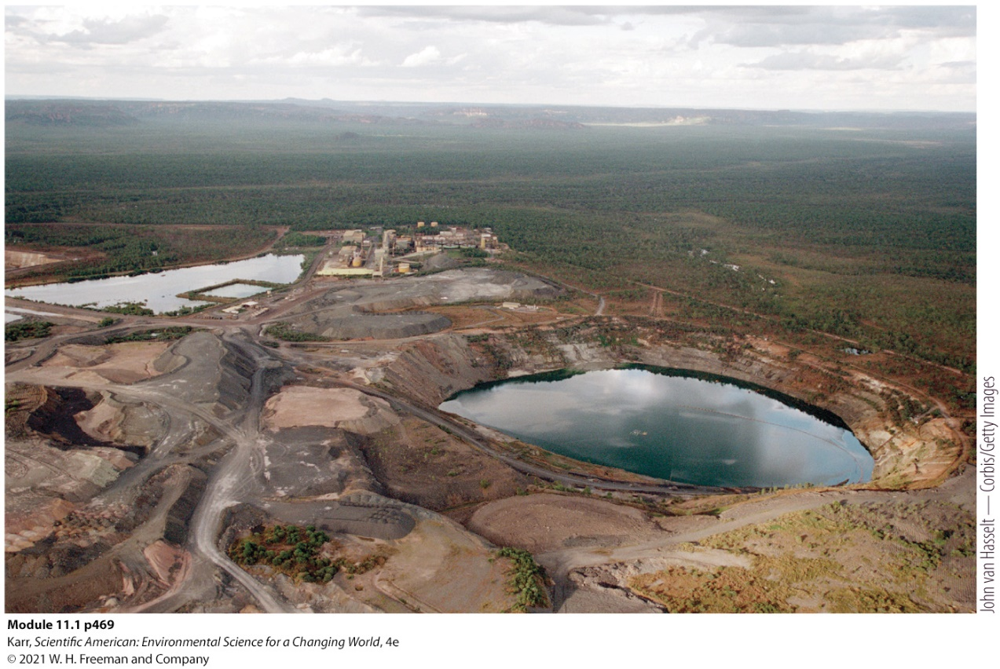 John van Hasselt — Corbis/Getty Images
Module 11.1 p469
Karr, Scientific American: Environmental Science for a Changing World, 4e
© 2021 W. H. Freeman and Company